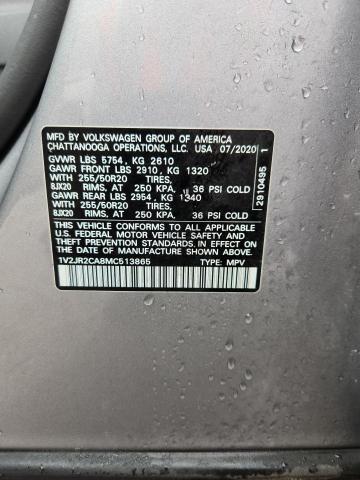 MFD BY VOLKSWAGEN GROUP OF AMERICA
CHATTANOOGA OPERATIONS, LLC. USA 07/2020
GVWR LBS 5754, KG 2610
GAWR FRONT LBS 2910, KG 1320
WITH 255/50R20 TIRES,
8JX20 RIMS, AT 250 KPA, 36 PSI COLD
GAWR REAR LBS 2954, KG 1340
WITH 255/50R20 TIRES,
8JX20 RIMS, AT 250 KPA, 36 PSI COLD
THIS VEHICLE CONFORMS TO ALL APPLICABLE
U.S. FEDERAL MOTOR VEHICLE SAFETY AND
THEFT PREVENTION STANDARDS IN EFFECT ON
THE DATE OF MANUFACTURE SHOWN ABOVE.
1V2JR2CA8MC513865 TYPE: MPV
2910495 1